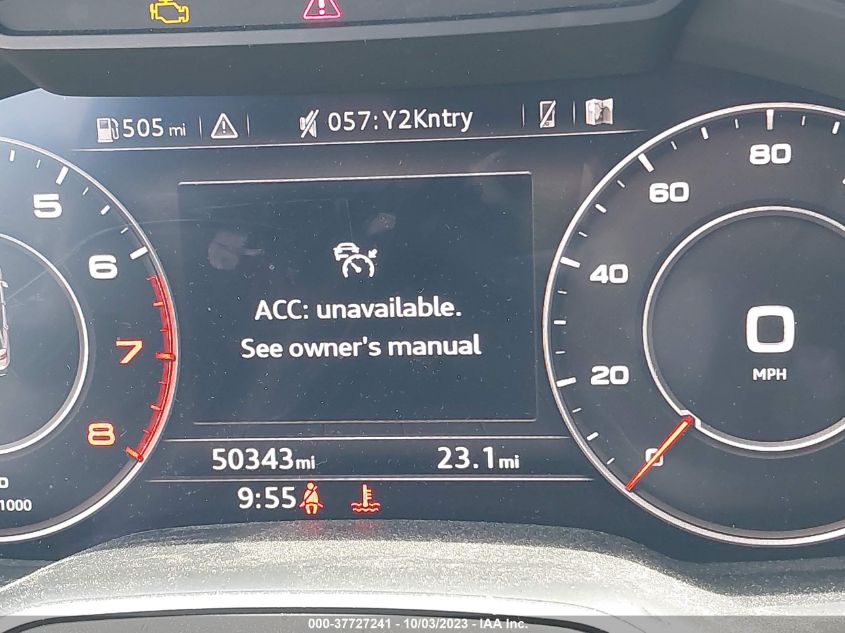 505 mi
057:Y2Kntry
5
6
7
8
1000
ACC: unavailable.
See owner's manual
50343 mi
23.1 mi
9:55
80
60
40
20
0
0
MPH
000-37727241 - 10/03/2023 - IAA Inc.